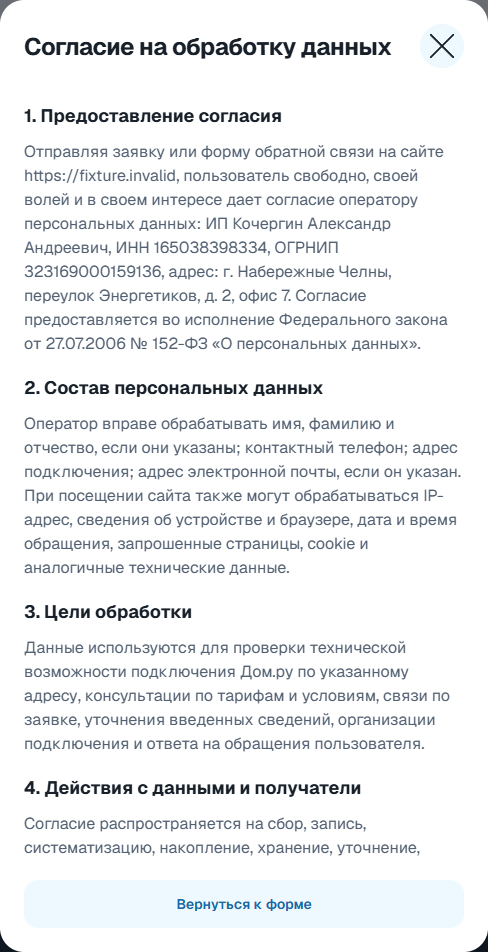 Согласие на обработку данных
1. Предоставление согласия
Отправляя заявку или форму обратной связи на сайте
https://fixture.invalid, пользователь свободно, своей
волей и в своем интересе дает согласие оператору
персональных данных: ИП Кочергин Александр
Андреевич, ИНН 165038398334, ОГРНИП
323169000159136, адрес: г. Набережные Челны,
переулок Энергетиков, д. 2, офис 7. Согласие
предоставляется во исполнение Федерального закона
от 27.07.2006 № 152-ФЗ «О персональных данных».
2. Состав персональных данных
Оператор вправе обрабатывать имя, фамилию и
отчество, если они указаны; контактный телефон; адрес
подключения; адрес электронной почты, если он указан.
При посещении сайта также могут обрабатываться IP-
адрес, сведения об устройстве и браузере, дата и время
обращения, запрошенные страницы, cookie и
аналогичные технические данные.
3. Цели обработки
Данные используются для проверки технической
возможности подключения Дом.ру по указанному
адресу, консультации по тарифам и условиям, связи по
заявке, уточнения введенных сведений, организации
подключения и ответа на обращения пользователя.
4. Действия с данными и получатели
Согласие распространяется на сбор, запись,
систематизацию, накопление, хранение, уточнение,
Вернуться к форме